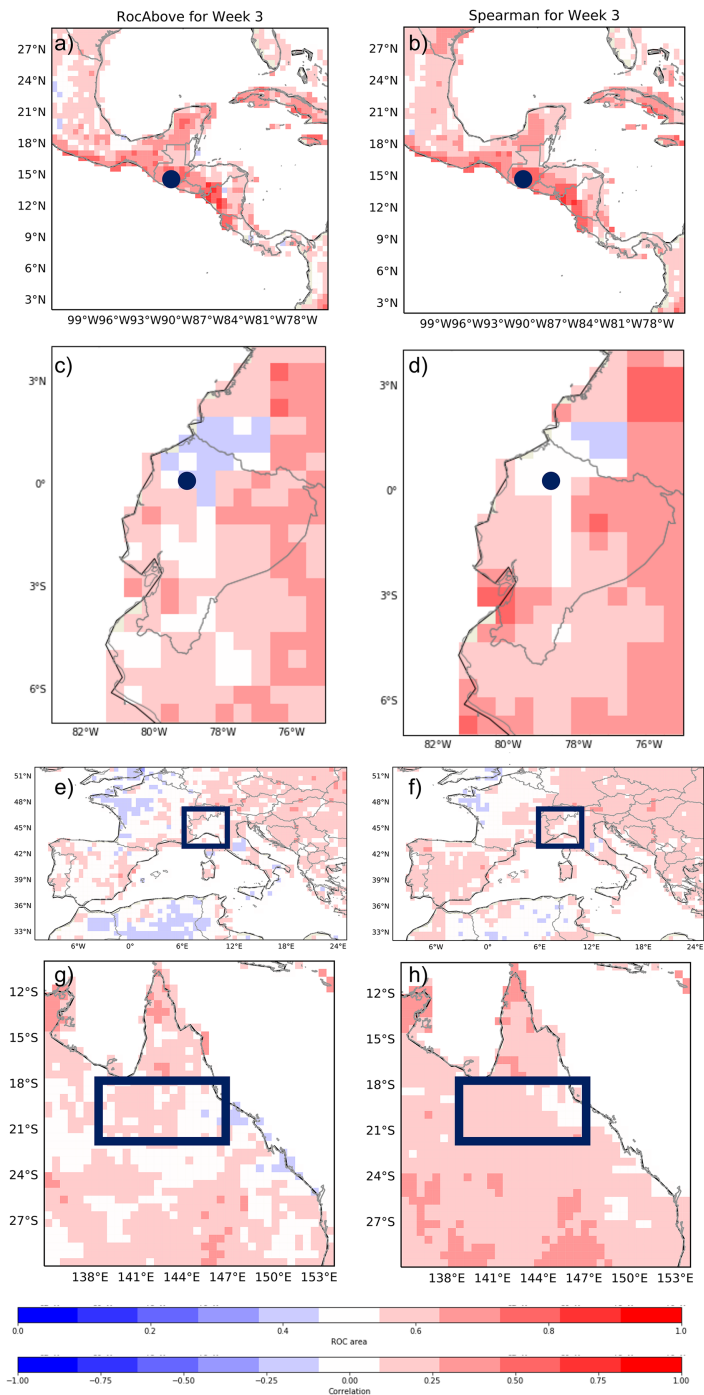 RocAbove for Week 3
Spearman for Week 3
a)
b)
27°N
24°N
21°N
18°N
15°N
12°N
9°N
6°N
3°N
27°N
24°N
21°N
18°N
15°N
12°N
9°N
6°N
3°N
99°W96°W93°W90°W87°W84°W81°W78°W
99°W96°W93°W90°W87°W84°W81°W78°W
c)
d)
3°N
0°
3°S
6°S
3°N
0°
3°S
6°S
82°W 80°W 78°W 76°W
82°W 80°W 78°W 76°W
e)
f)
51°N
48°N
45°N
42°N
39°N
36°N
33°N
51°N
48°N
45°N
42°N
39°N
36°N
33°N
6°W 0° 6°E 12°E 18°E 24°E
6°W 0° 6°E 12°E 18°E 24°E
g)
h)
12°S
15°S
18°S
21°S
24°S
27°S
12°S
15°S
18°S
21°S
24°S
27°S
138°E 141°E 144°E 147°E 150°E 153°E
138°E 141°E 144°E 147°E 150°E 153°E
0.0 0.2 0.4 0.6 0.8 1.0
ROC area
−1.00 −0.75 −0.50 −0.25 0.00 0.25 0.50 0.75 1.00
Correlation